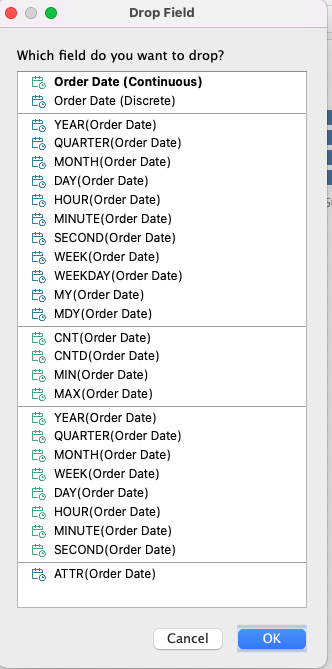 Drop Field
Which field do you want to drop?
Order Date (Continuous)
Order Date (Discrete)
YEAR(Order Date)
QUARTER(Order Date)
MONTH(Order Date)
DAY(Order Date)
HOUR(Order Date)
MINUTE(Order Date)
SECOND(Order Date)
WEEK(Order Date)
WEEKDAY(Order Date)
MY(Order Date)
MDY(Order Date)
CNT(Order Date)
CNTD(Order Date)
MIN(Order Date)
MAX(Order Date)
YEAR(Order Date)
QUARTER(Order Date)
MONTH(Order Date)
WEEK(Order Date)
DAY(Order Date)
HOUR(Order Date)
MINUTE(Order Date)
SECOND(Order Date)
ATTR(Order Date)
Cancel
OK